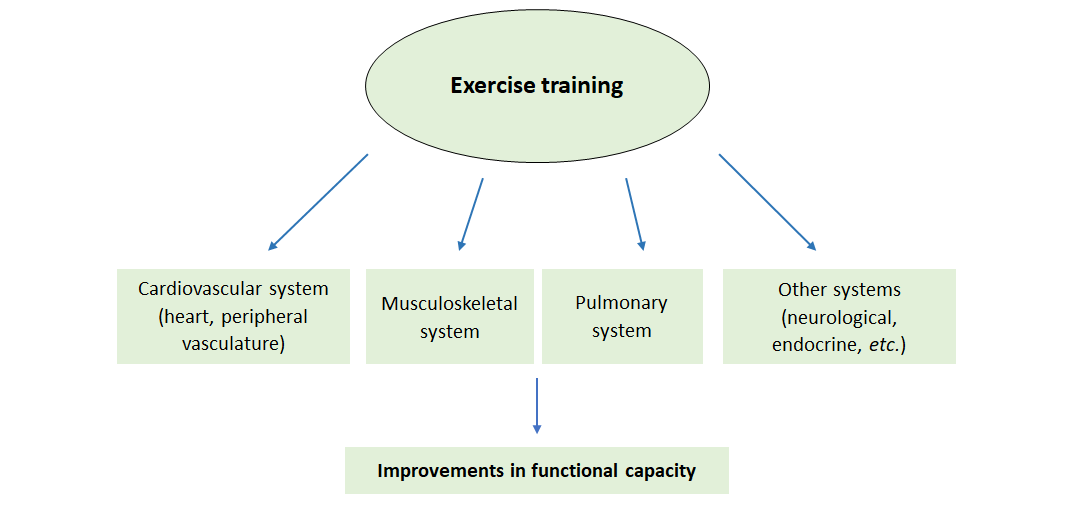 Exercise training
Cardiovascular system
(heart, peripheral
vasculature)
Musculoskeletal
system
Pulmonary
system
Other systems
(neurological,
endocrine, etc.)
Improvements in functional capacity